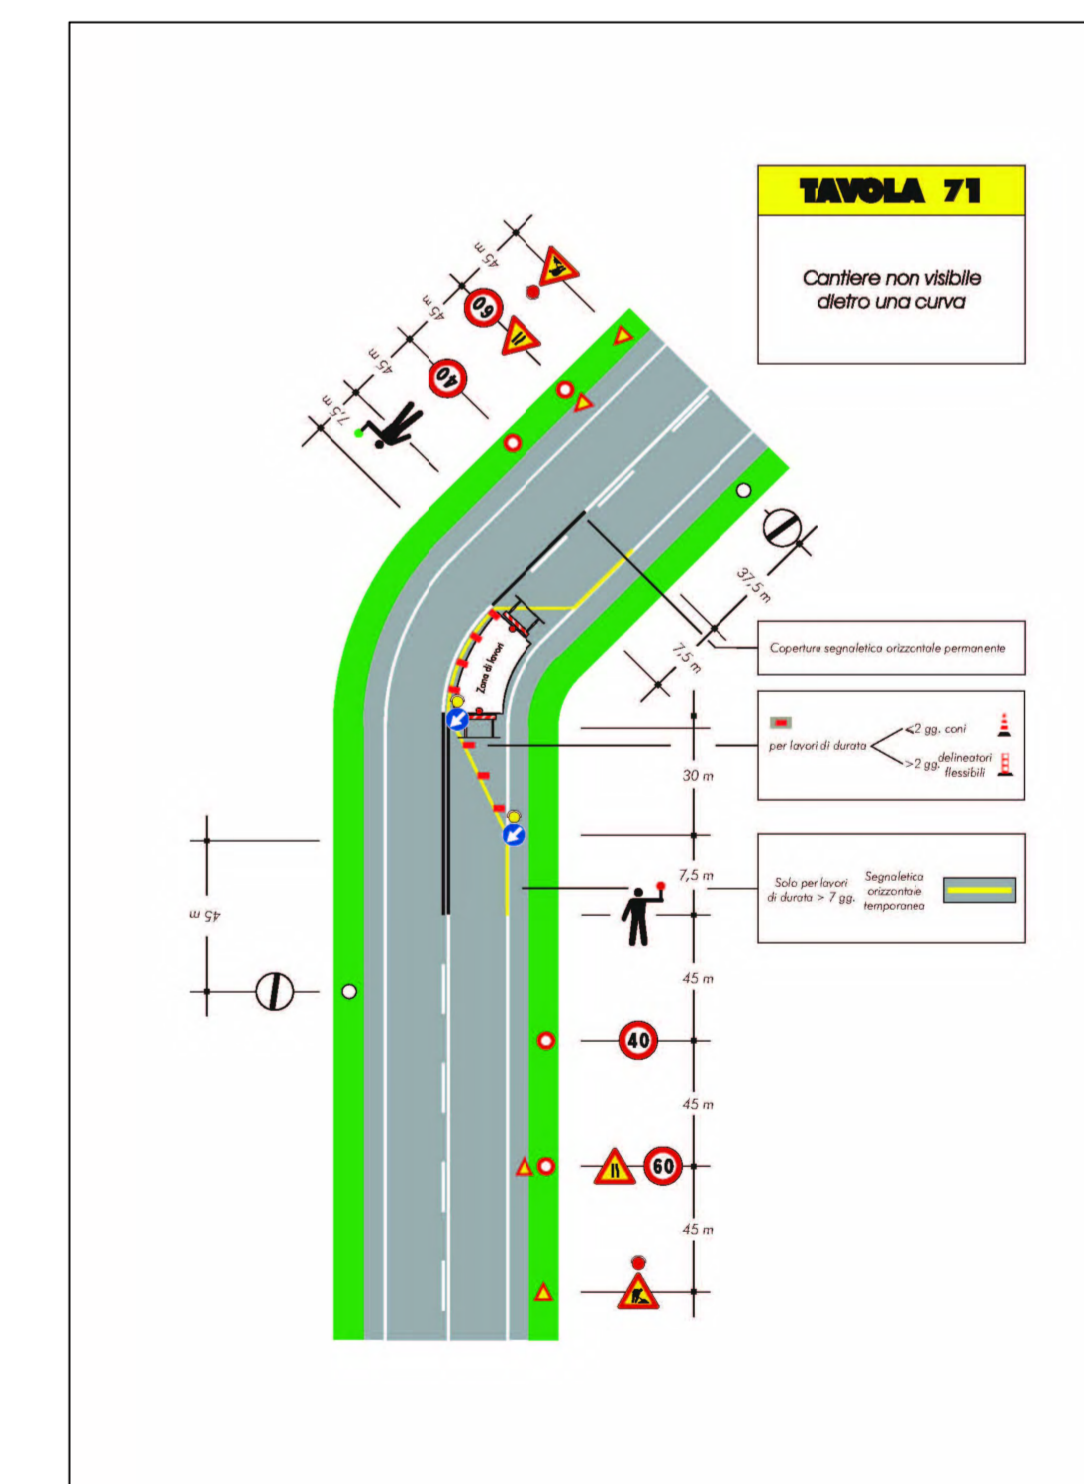 TAVOLA 71
Cantiere non visibile
dietro una curva
45 m
45 m
60
45 m
40
7,5 m
37,5 m
7,5 m
Coperture segnaletica orizzontale permanente
Zona di lavori
per lavori di durata
≤2 gg. coni
>2 gg. delineatori
flessibili
30 m
7,5 m
Solo per lavori
di durata > 7 gg.
Segnaletica
orizzontale
temporanea
45 m
45 m
40
45 m
60
45 m